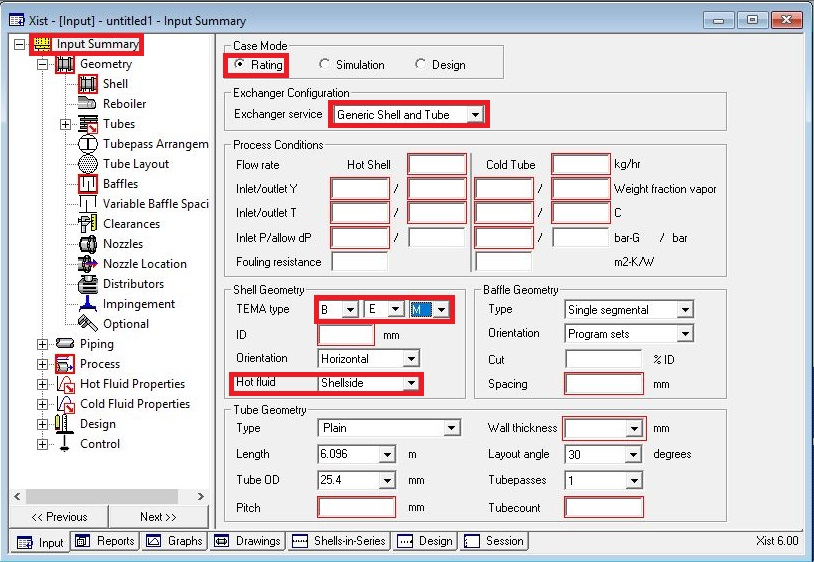 Xist - [Input] - untitled1 - Input Summary
Input Summary
Geometry
Shell
Reboiler
Tubes
Tubepass Arrangem
Tube Layout
Baffles
Variable Baffle Spaci
Clearances
Nozzles
Nozzle Location
Distributors
Impingement
Optional
Piping
Process
Hot Fluid Properties
Cold Fluid Properties
Design
Control
<< Previous Next >>
Case Mode
Rating Simulation Design
Exchanger Configuration
Exchanger service Generic Shell and Tube
Process Conditions
Flow rate Hot Shell Cold Tube kg/hr
Inlet/outlet Y / / Weight fraction vapor
Inlet/outlet T / / C
Inlet P/allow dP / / bar-G / bar
Fouling resistance m2-K/W
Shell Geometry
TEMA type B E M
ID mm
Orientation Horizontal
Hot fluid Shellside
Baffle Geometry
Type Single segmental
Orientation Program sets
Cut % ID
Spacing mm
Tube Geometry
Type Plain Wall thickness mm
Length 6.096 m Layout angle 30 degrees
Tube OD 25.4 mm Tubepasses 1
Pitch mm Tubecount
Input Reports Graphs Drawings Shells-in-Series Design Session Xist 6.00